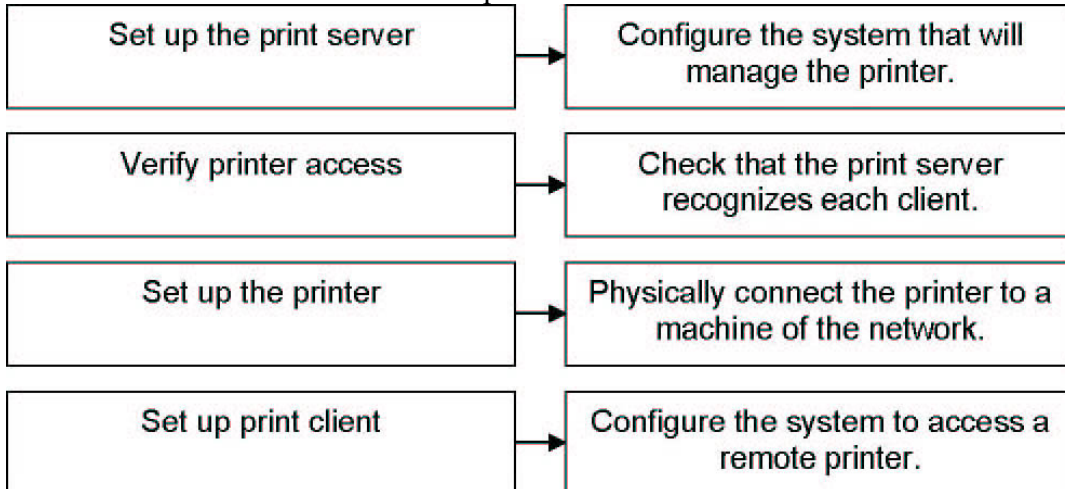 Set up the print server
Configure the system that will
manage the printer.
Verify printer access
Check that the print server
recognizes each client.
Set up the printer
Physically connect the printer to a
machine of the network.
Set up print client
Configure the system to access a
remote printer.